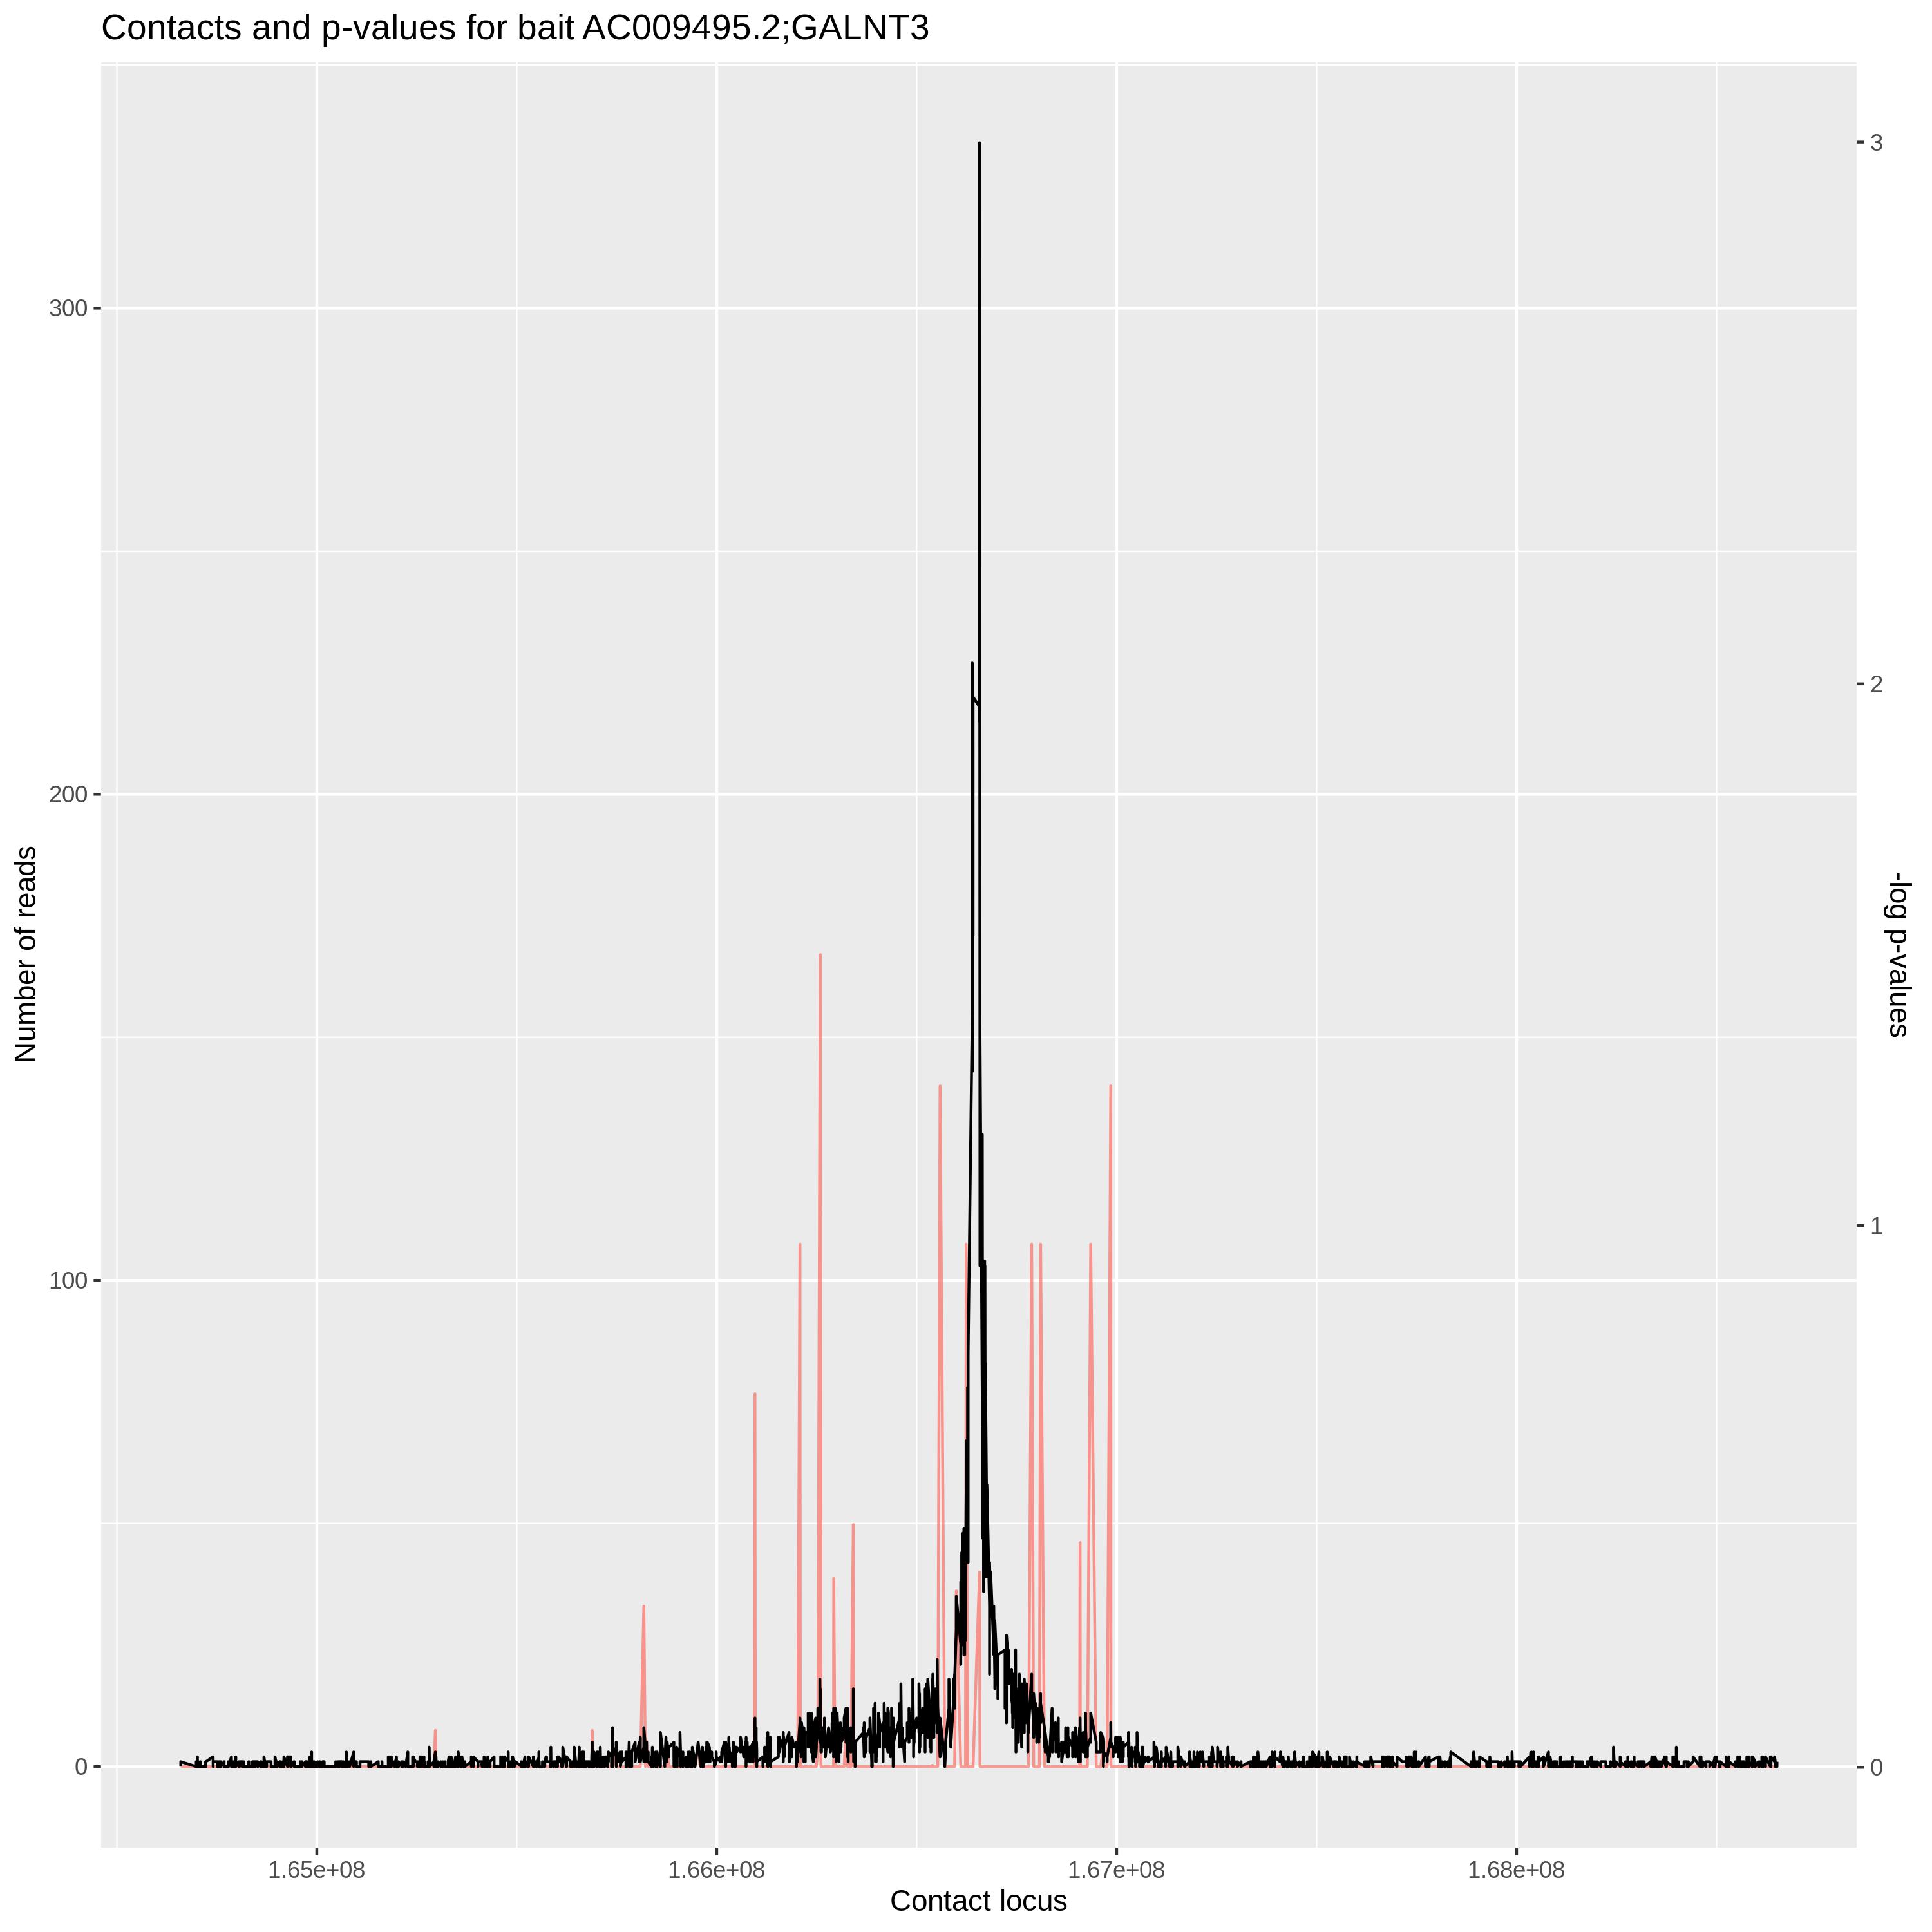 Contacts and p-values for bait AC009495.2;GALNT3
Number of reads
300
200
100
0
3
2
1
0
-log p-values
1.65e+08
1.66e+08
1.67e+08
1.68e+08
Contact locus